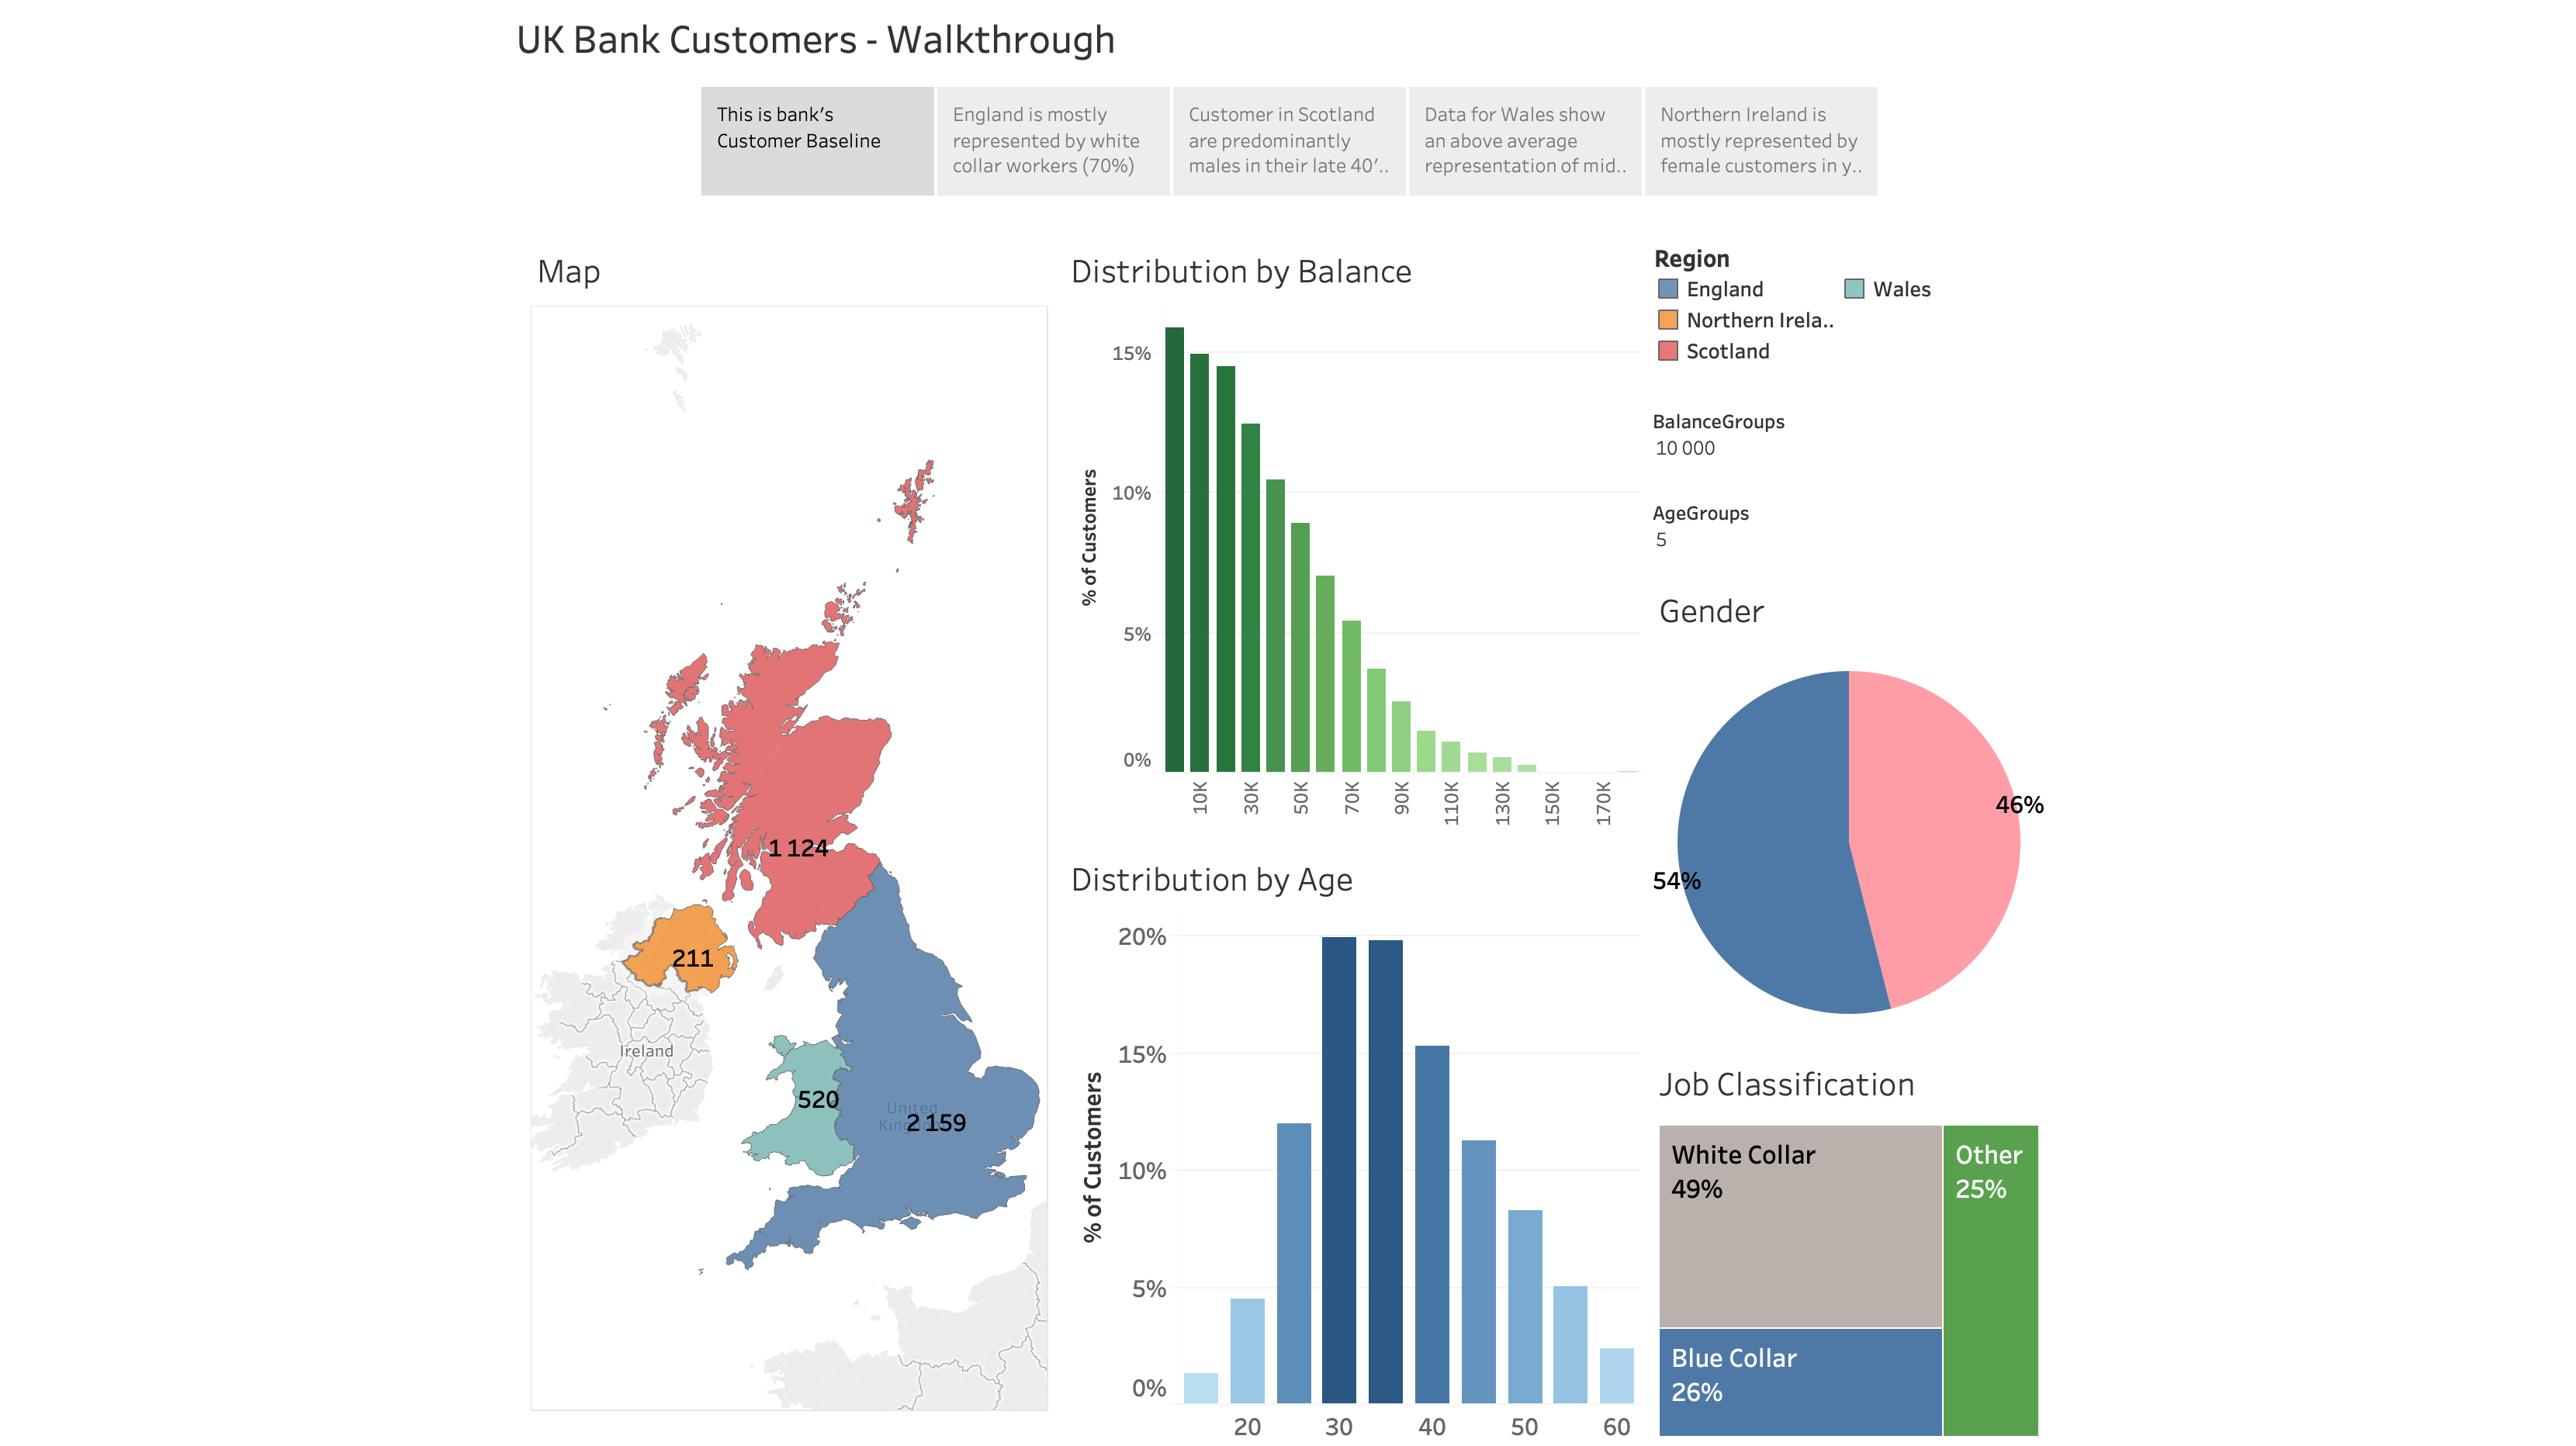 UK Bank Customers - Walkthrough
This is bank's
Customer Baseline
England is mostly
represented by white
collar workers (70%)
Customer in Scotland
are predominantly
males in their late 40'..
Data for Wales show
an above average
representation of mid..
Northern Ireland is
mostly represented by
female customers in y..
Map
1 124
211
Ireland
520
United
2 159
Distribution by Balance
% of Customers
15%
10%
5%
0%
10K 30K 50K 70K 90K 110K 130K 150K 170K
Distribution by Age
% of Customers
20%
15%
10%
5%
0%
20 30 40 50 60
Region
England Wales
Northern Irela..
Scotland
BalanceGroups
10 000
AgeGroups
5
Gender
46%
54%
Job Classification
White Collar
49%
Other
25%
Blue Collar
26%